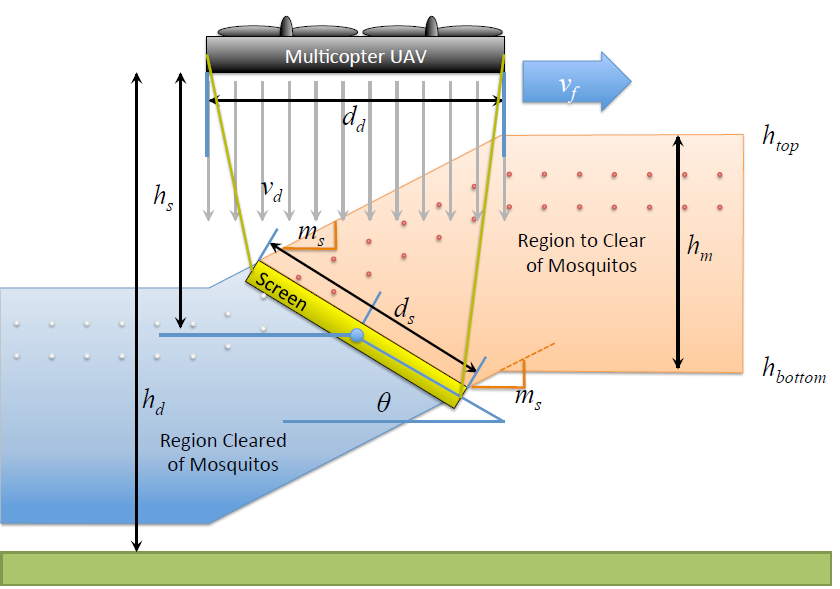 Multicopter UAV
v_f
d_d
h_top
h_s
v_d
m_s
Region to Clear
of Mosquitos
h_m
Screen
d_s
h_bottom
h_d
θ
m_s
Region Cleared
of Mosquitos